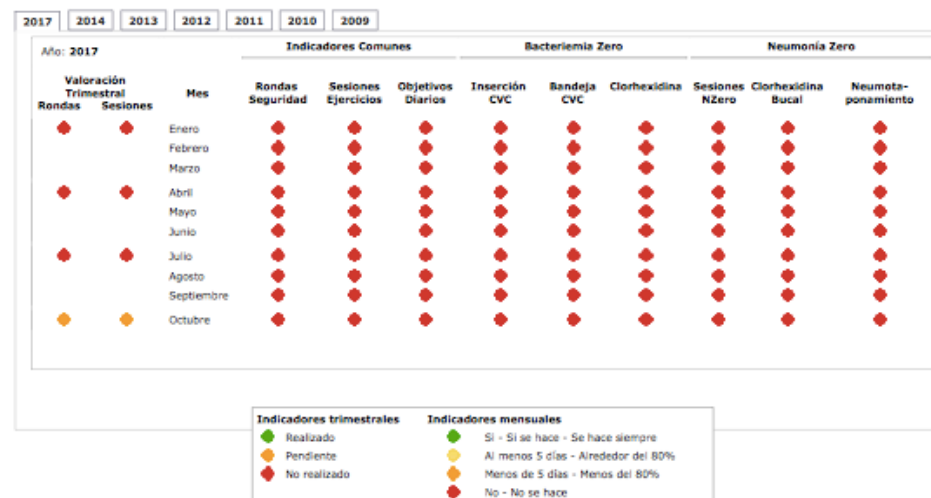 2017 2014 2013 2012 2011 2010 2009
Año: 2017
Indicadores Comunes Bacteriemia Zero Neumonía Zero
Valoración
Trimestral
Rondas Sesiones
Mes
Rondas
Seguridad
Sesiones
Ejercicios
Objetivos
Diarios
Inserción
CVC
Bandeja
CVC
Clorhexidina
Sesiones
NZero
Clorhexidina
Bucal
Neumota-
ponamiento
Enero
Febrero
Marzo
Abril
Mayo
Junio
Julio
Agosto
Septiembre
Octubre
Indicadores trimestrales
Realizado
Pendiente
No realizado
Indicadores mensuales
Si - Si se hace - Se hace siempre
Al menos 5 días - Alrededor del 80%
Menos de 5 días - Menos del 80%
No - No se hace